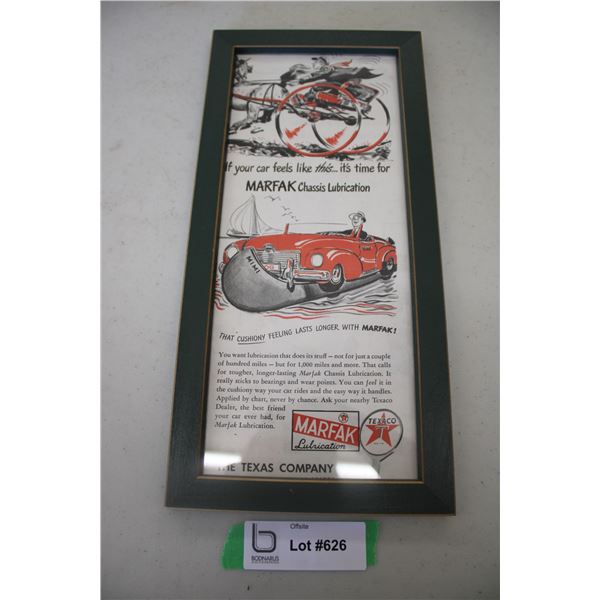 If your car feels like this... it's time for
MARFAK Chassis Lubrication
MIMI
THAT CUSHIONY FEELING LASTS LONGER WITH MARFAK!
You want lubrication that does its stuff – not for just a couple
of hundred miles – but for 1,000 miles and more. That calls
for tougher, longer-lasting Marfak Chassis Lubrication. It
really sticks to bearings and wear points. You can feel it in
the cushiony way your car rides and the easy way it handles.
Applied by chart, never by chance. Ask your nearby Texaco
Dealer, the best friend
your car ever had, for
Marfak Lubrication.
MARFAK
Lubrication
TEXACO
T
THE TEXAS COMPANY
Offsite
Lot #626
b
BODNARUS